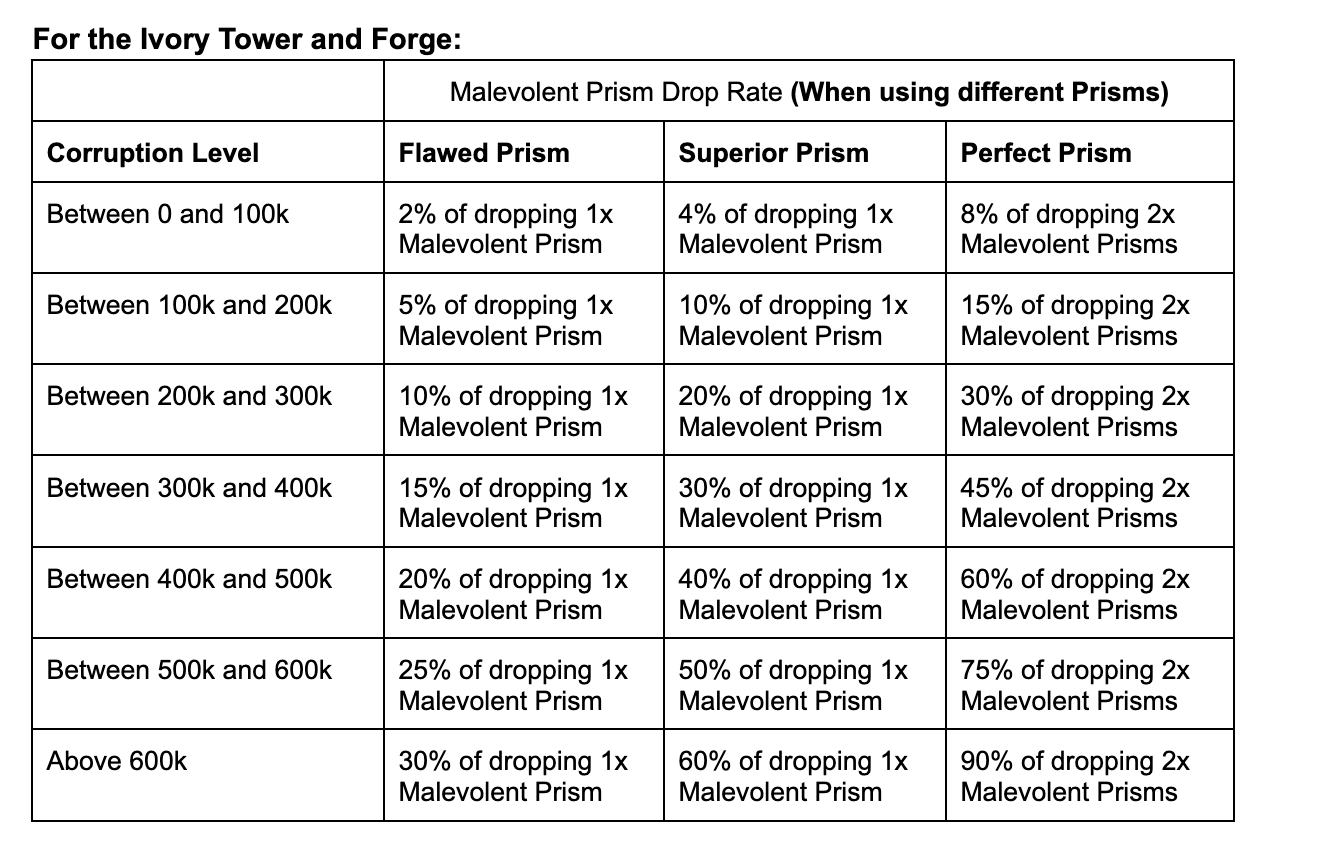 For the Ivory Tower and Forge:
Malevolent Prism Drop Rate (When using different Prisms)
Corruption Level
Flawed Prism
Superior Prism
Perfect Prism
Between 0 and 100k
2% of dropping 1x
Malevolent Prism
4% of dropping 1x
Malevolent Prism
8% of dropping 2x
Malevolent Prisms
Between 100k and 200k
5% of dropping 1x
Malevolent Prism
10% of dropping 1x
Malevolent Prism
15% of dropping 2x
Malevolent Prisms
Between 200k and 300k
10% of dropping 1x
Malevolent Prism
20% of dropping 1x
Malevolent Prism
30% of dropping 2x
Malevolent Prisms
Between 300k and 400k
15% of dropping 1x
Malevolent Prism
30% of dropping 1x
Malevolent Prism
45% of dropping 2x
Malevolent Prisms
Between 400k and 500k
20% of dropping 1x
Malevolent Prism
40% of dropping 1x
Malevolent Prism
60% of dropping 2x
Malevolent Prisms
Between 500k and 600k
25% of dropping 1x
Malevolent Prism
50% of dropping 1x
Malevolent Prism
75% of dropping 2x
Malevolent Prisms
Above 600k
30% of dropping 1x
Malevolent Prism
60% of dropping 1x
Malevolent Prism
90% of dropping 2x
Malevolent Prisms